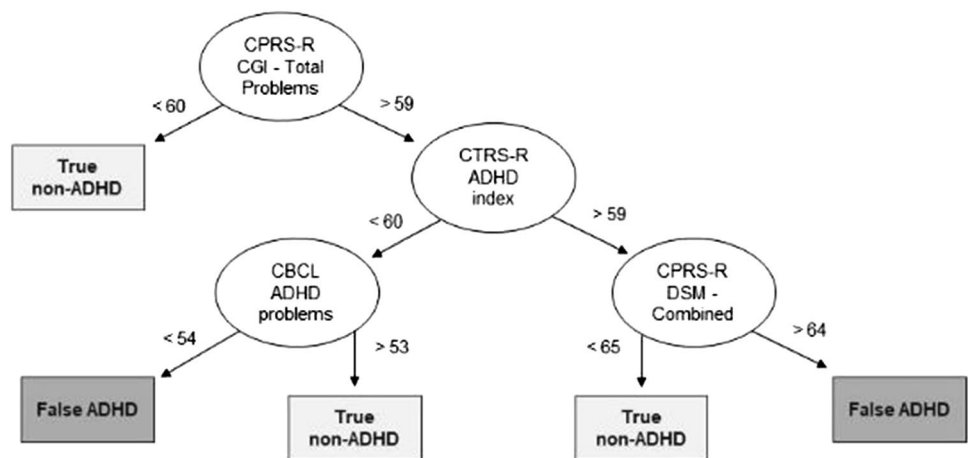 CPRS-R
CGI - Total
Problems
< 60
> 59
True
non-ADHD
CTRS-R
ADHD
index
< 60
> 59
CBCL
ADHD
problems
CPRS-R
DSM -
Combined
< 54
> 53
< 65
> 64
False ADHD
True
non-ADHD
True
non-ADHD
False ADHD